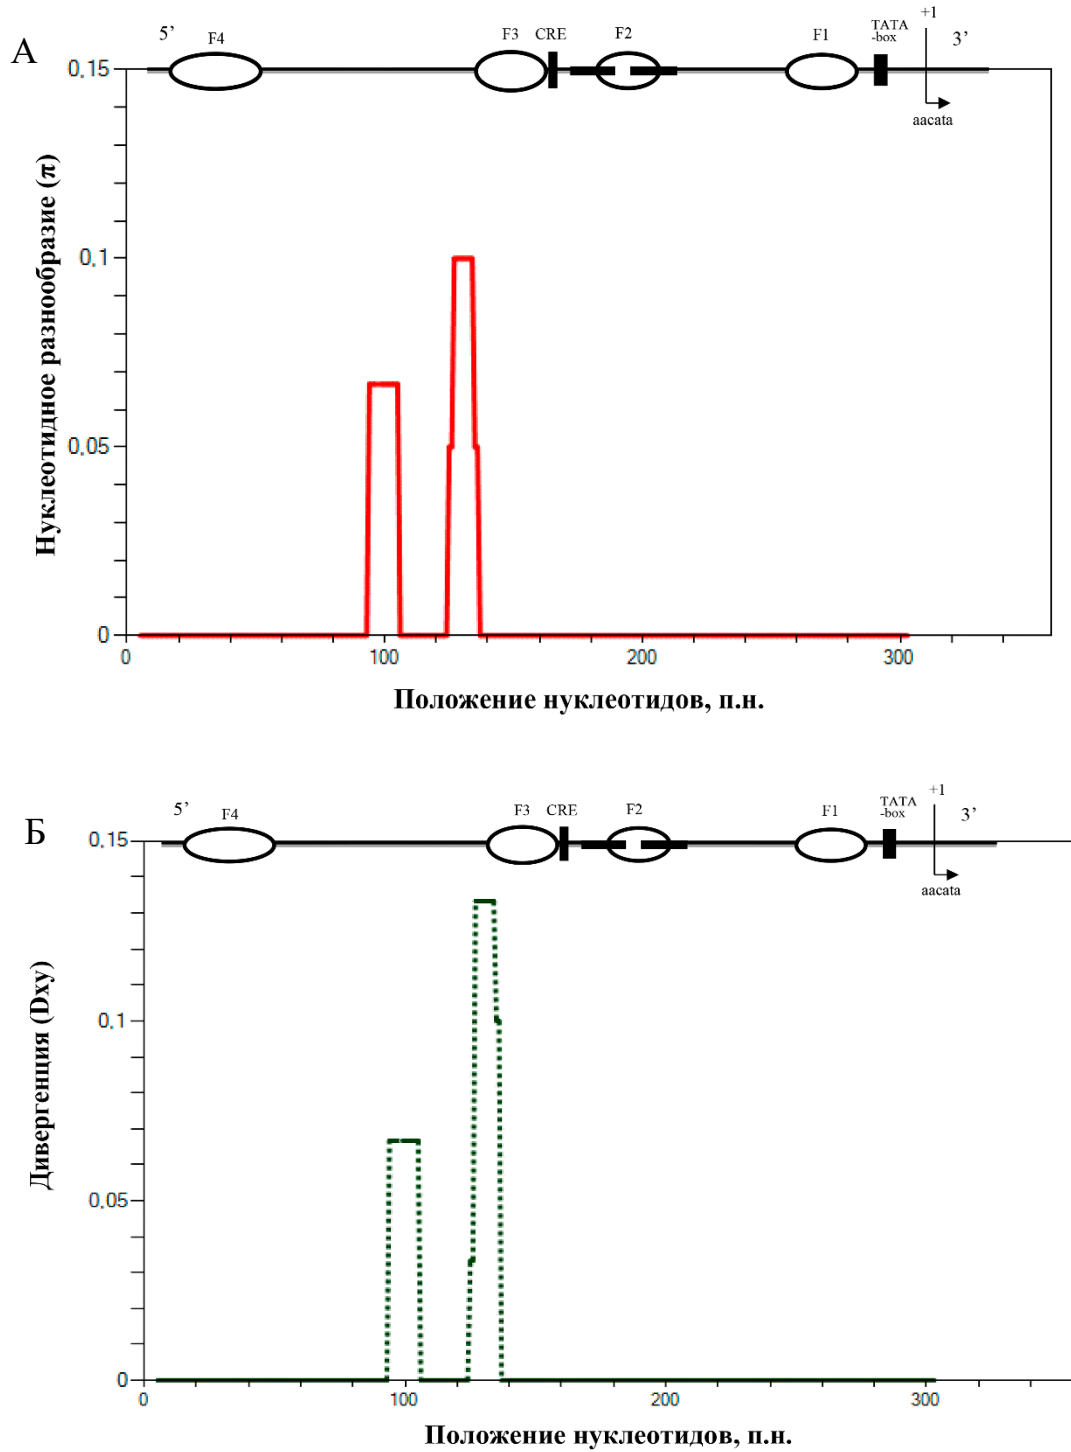 А
5’
F4
F3
CRE
F2
F1
TATA
-box
+1
3’
aacata
0,15
0,1
0,05
0
Нуклеотидное разнообразие (π)
0
100
200
300
Положение нуклеотидов, п.н.
Б
5’
F4
F3
CRE
F2
F1
TATA
-box
+1
3’
aacata
0,15
0,1
0,05
0
Дивергенция (Dxy)
0
100
200
300
Положение нуклеотидов, п.н.